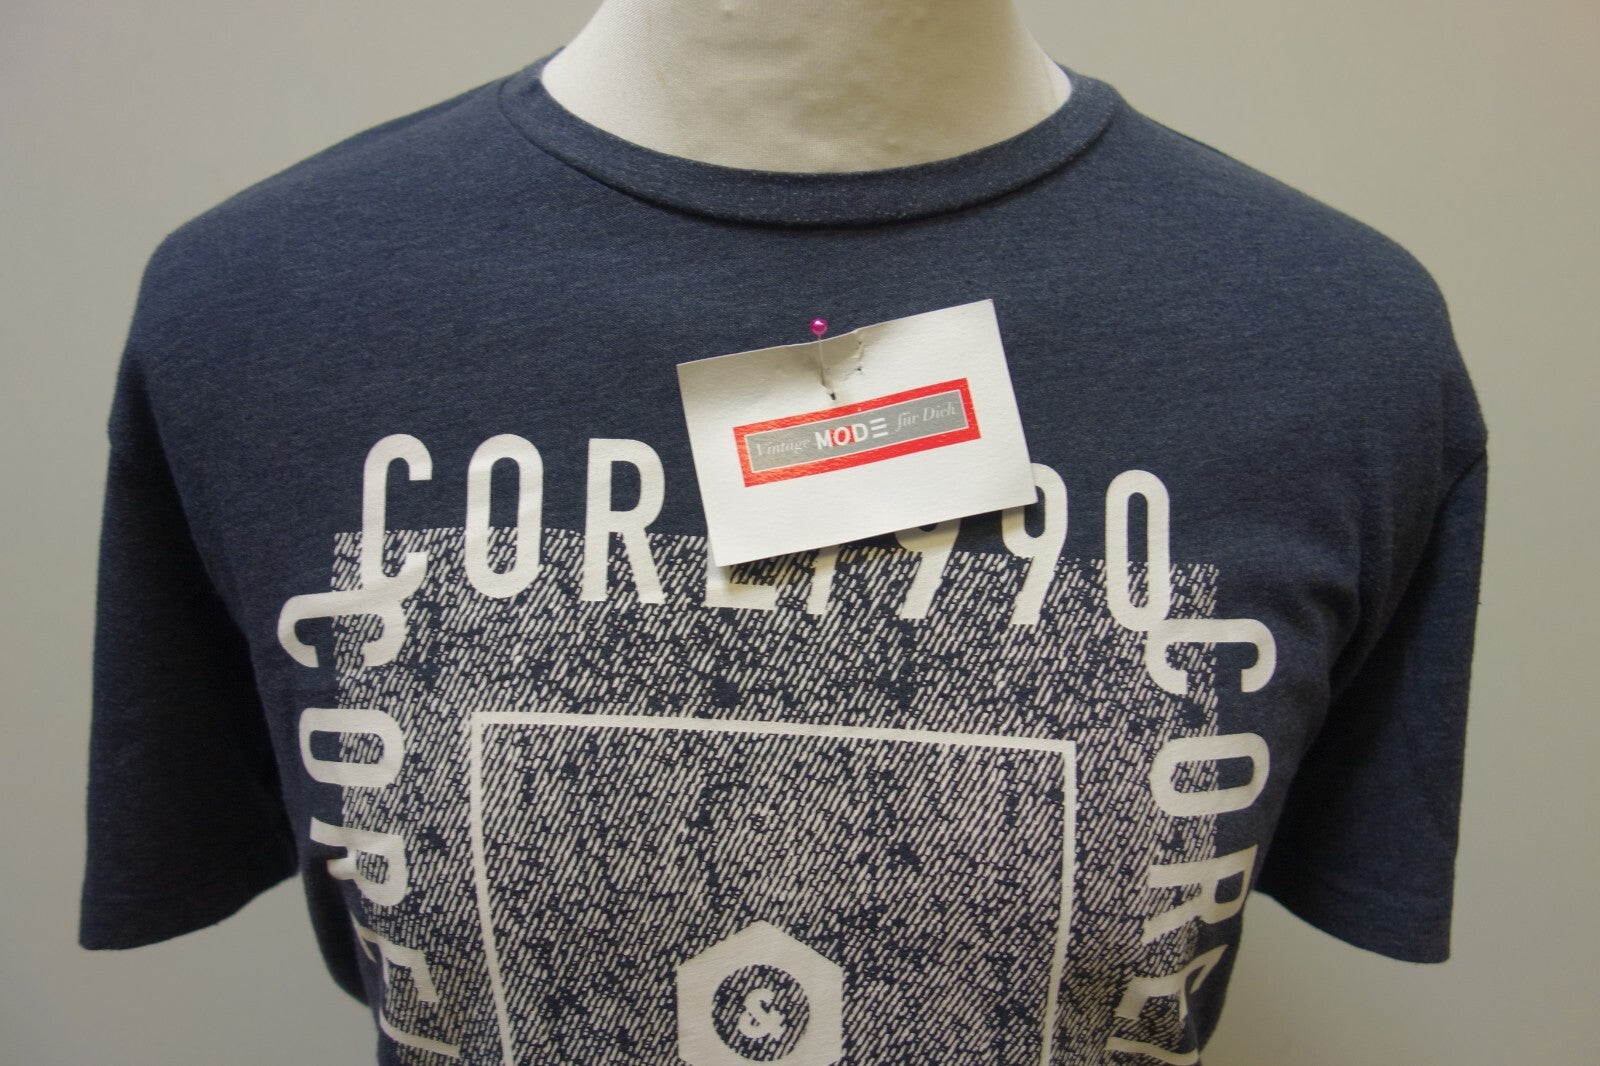 Vintage MODE für Dich
CORE 1990
CORE
CORE
&